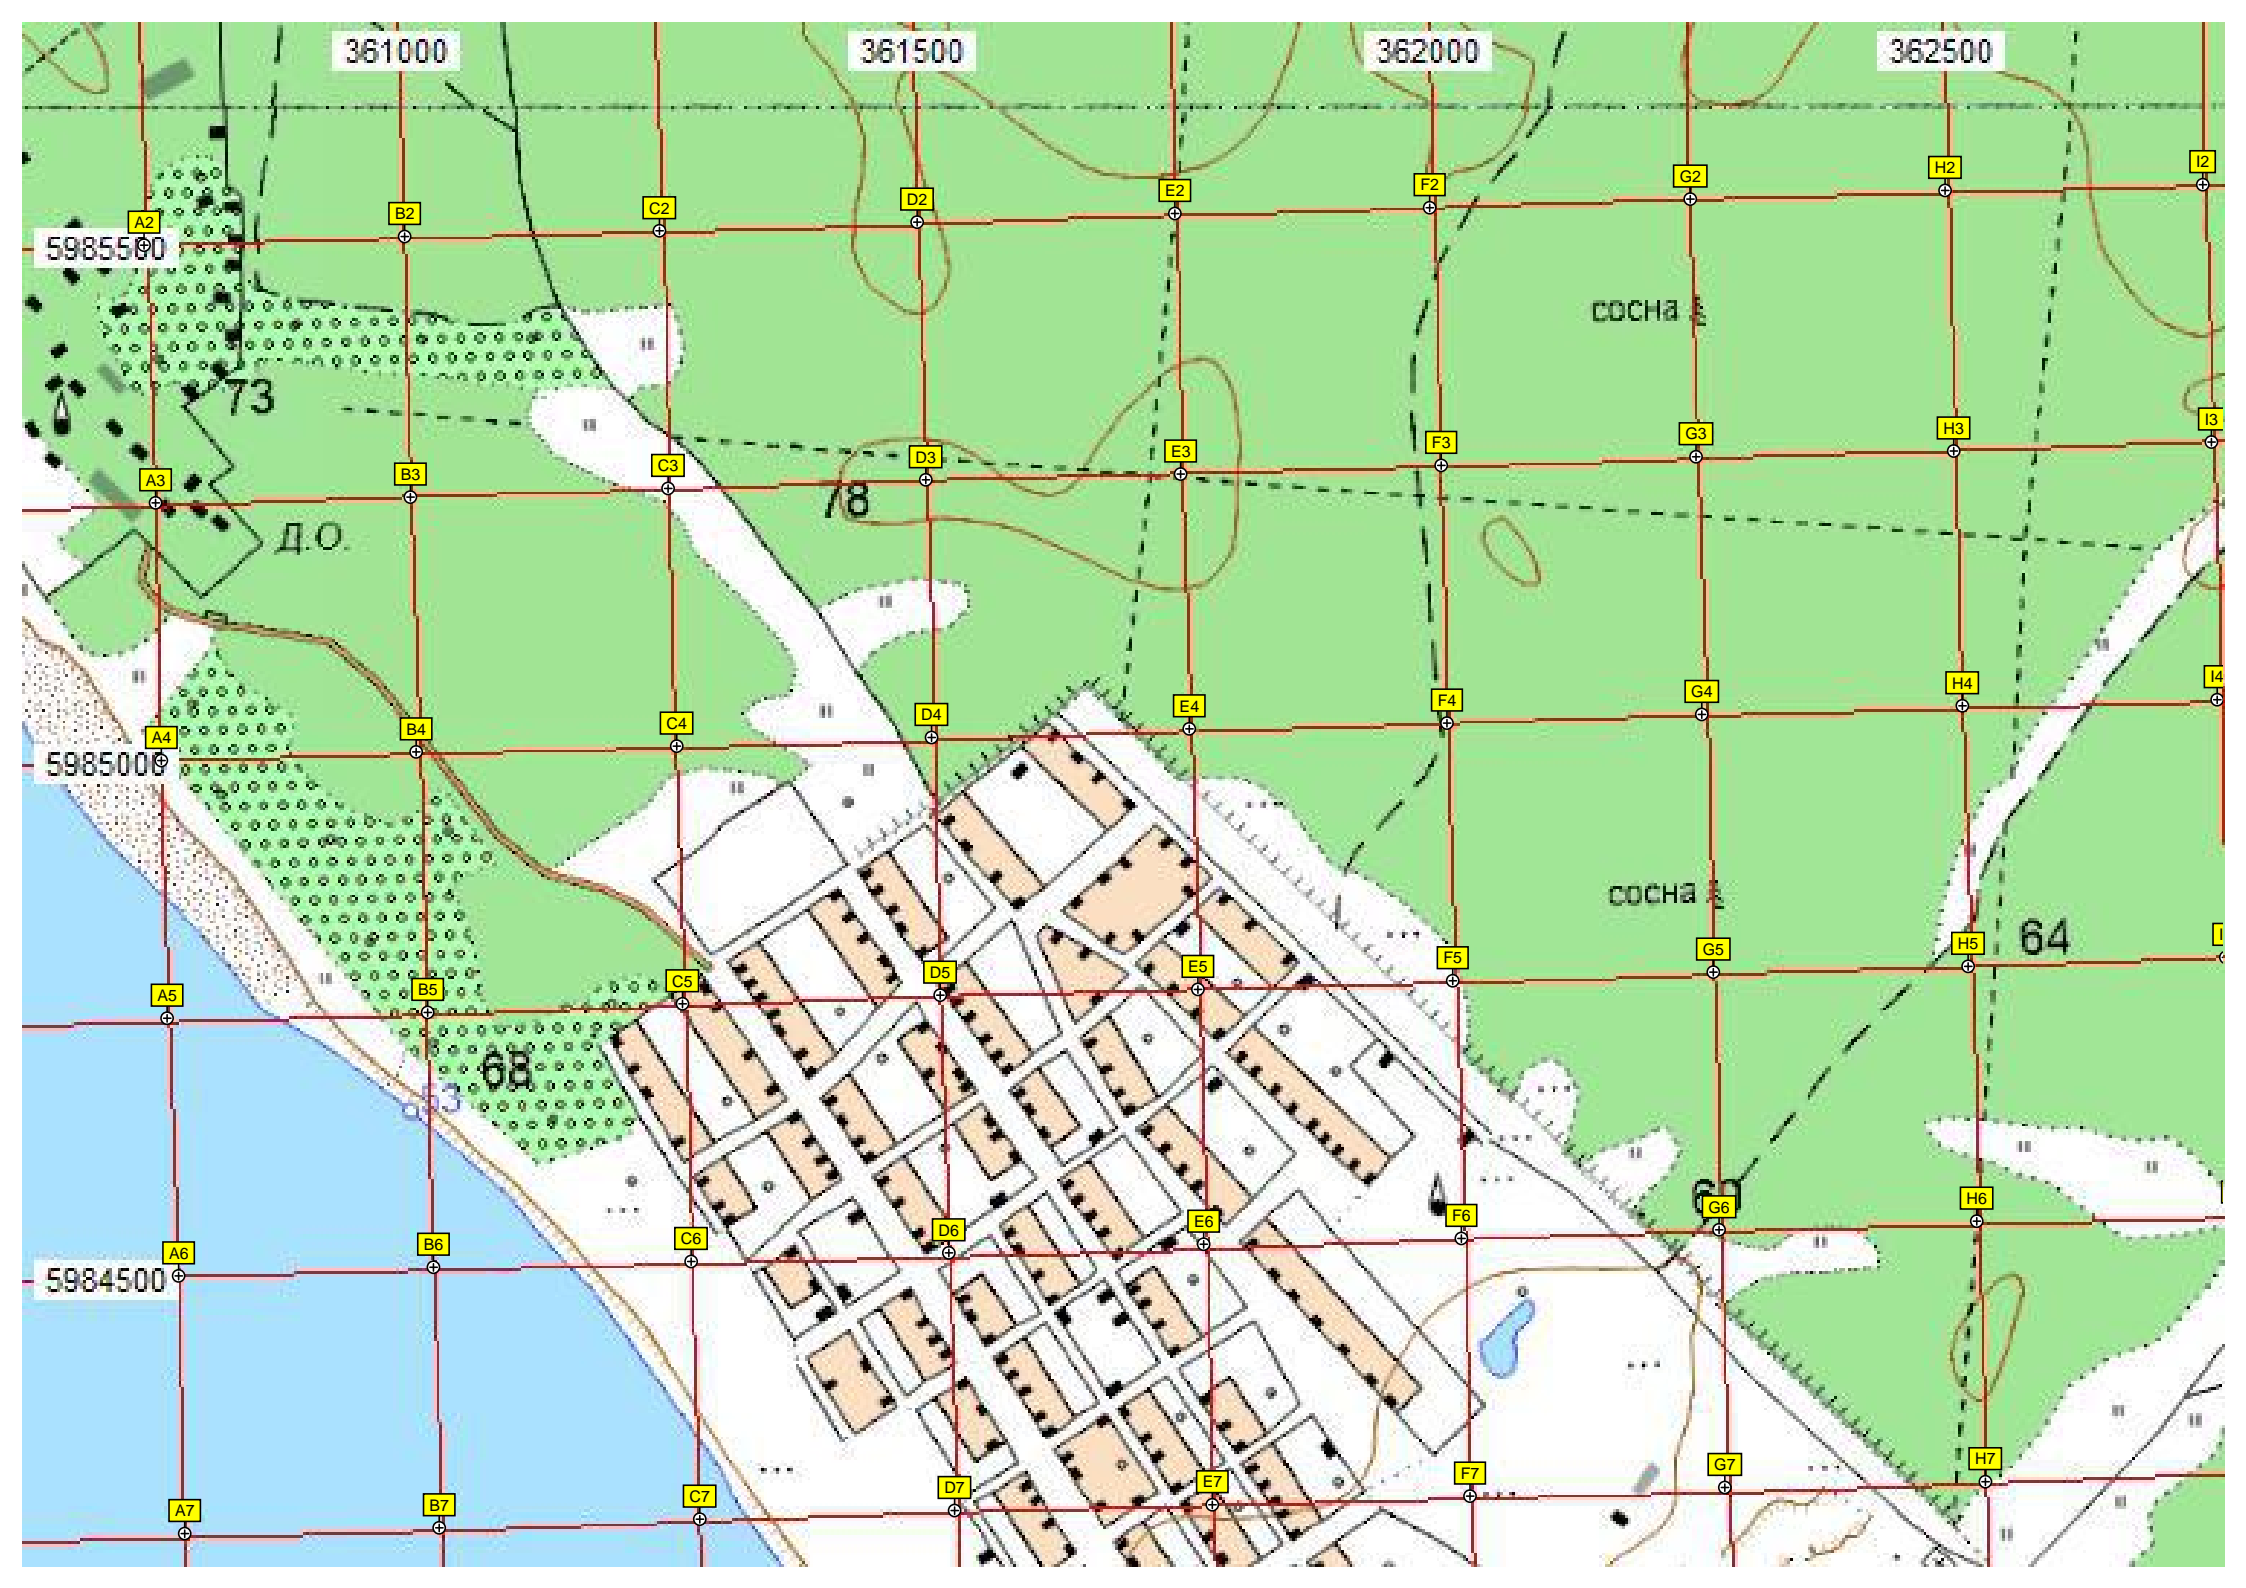 361000 361500 362000 362500
A2 B2 C2 D2 E2 F2 G2 H2 I2
5985500
сосна
73
A3 B3 C3 D3 E3 F3 G3 H3 I3
78
Д.О.
A4 B4 C4 D4 E4 F4 G4 H4 I4
5985000
сосна
64
A5 B5 C5 D5 E5 F5 G5 H5 I
68
53
A6 B6 C6 D6 E6 F6 G6 H6
5984500
A7 B7 C7 D7 E7 F7 G7 H7